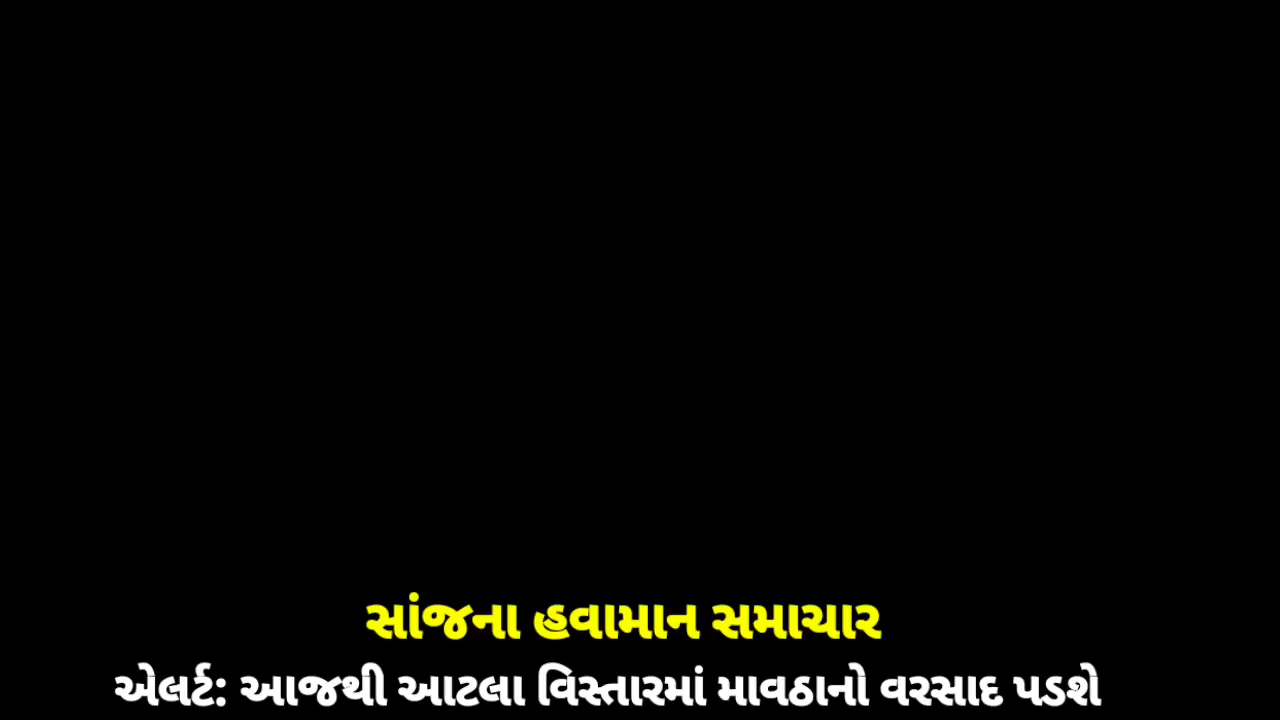 સાંજના હવામાન સમાચાર
એલર્ટ: આજથી આટલા વિસ્તારમાં માવઠાનો વરસાદ પડશે